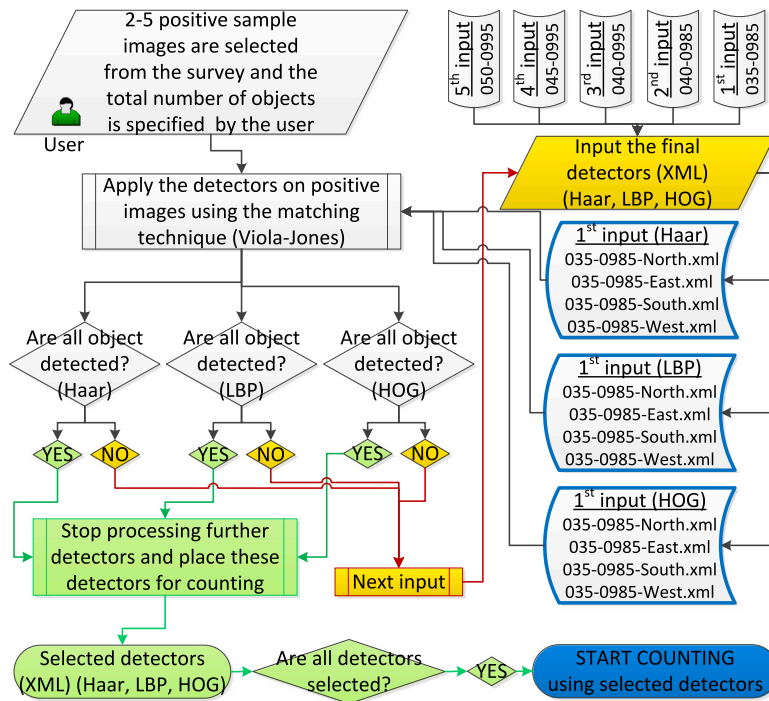 2-5 positive sample
images are selected
from the survey and the
total number of objects
is specified by the user
User
5th input
050-0995
4th input
045-0995
3rd input
040-0995
2nd input
040-0985
1st input
035-0985
Input the final
detectors (XML)
(Haar, LBP, HOG)
Apply the detectors on positive
images using the matching
technique (Viola-Jones)
1st input (Haar)
035-0985-North.xml
035-0985-East.xml
035-0985-South.xml
035-0985-West.xml
Are all object
detected?
(Haar)
Are all object
detected?
(LBP)
Are all object
detected?
(HOG)
1st input (LBP)
035-0985-North.xml
035-0985-East.xml
035-0985-South.xml
035-0985-West.xml
YES
NO
YES
NO
YES
NO
1st input (HOG)
035-0985-North.xml
035-0985-East.xml
035-0985-South.xml
035-0985-West.xml
Stop processing further
detectors and place these
detectors for counting
Next input
Selected detectors
(XML) (Haar, LBP, HOG)
Are all detectors
selected?
YES
START COUNTING
using selected detectors